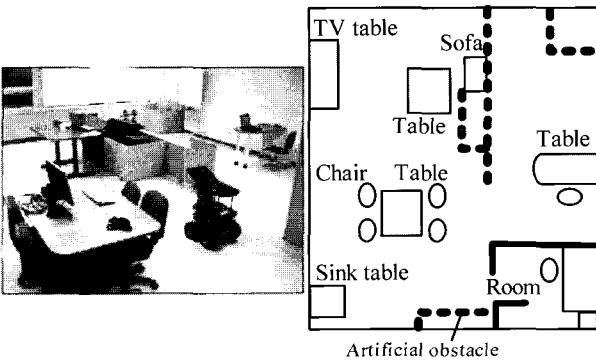 TV table
Sofa
Table
Table
Chair
Table
Sink table
Room
Artificial obstacle